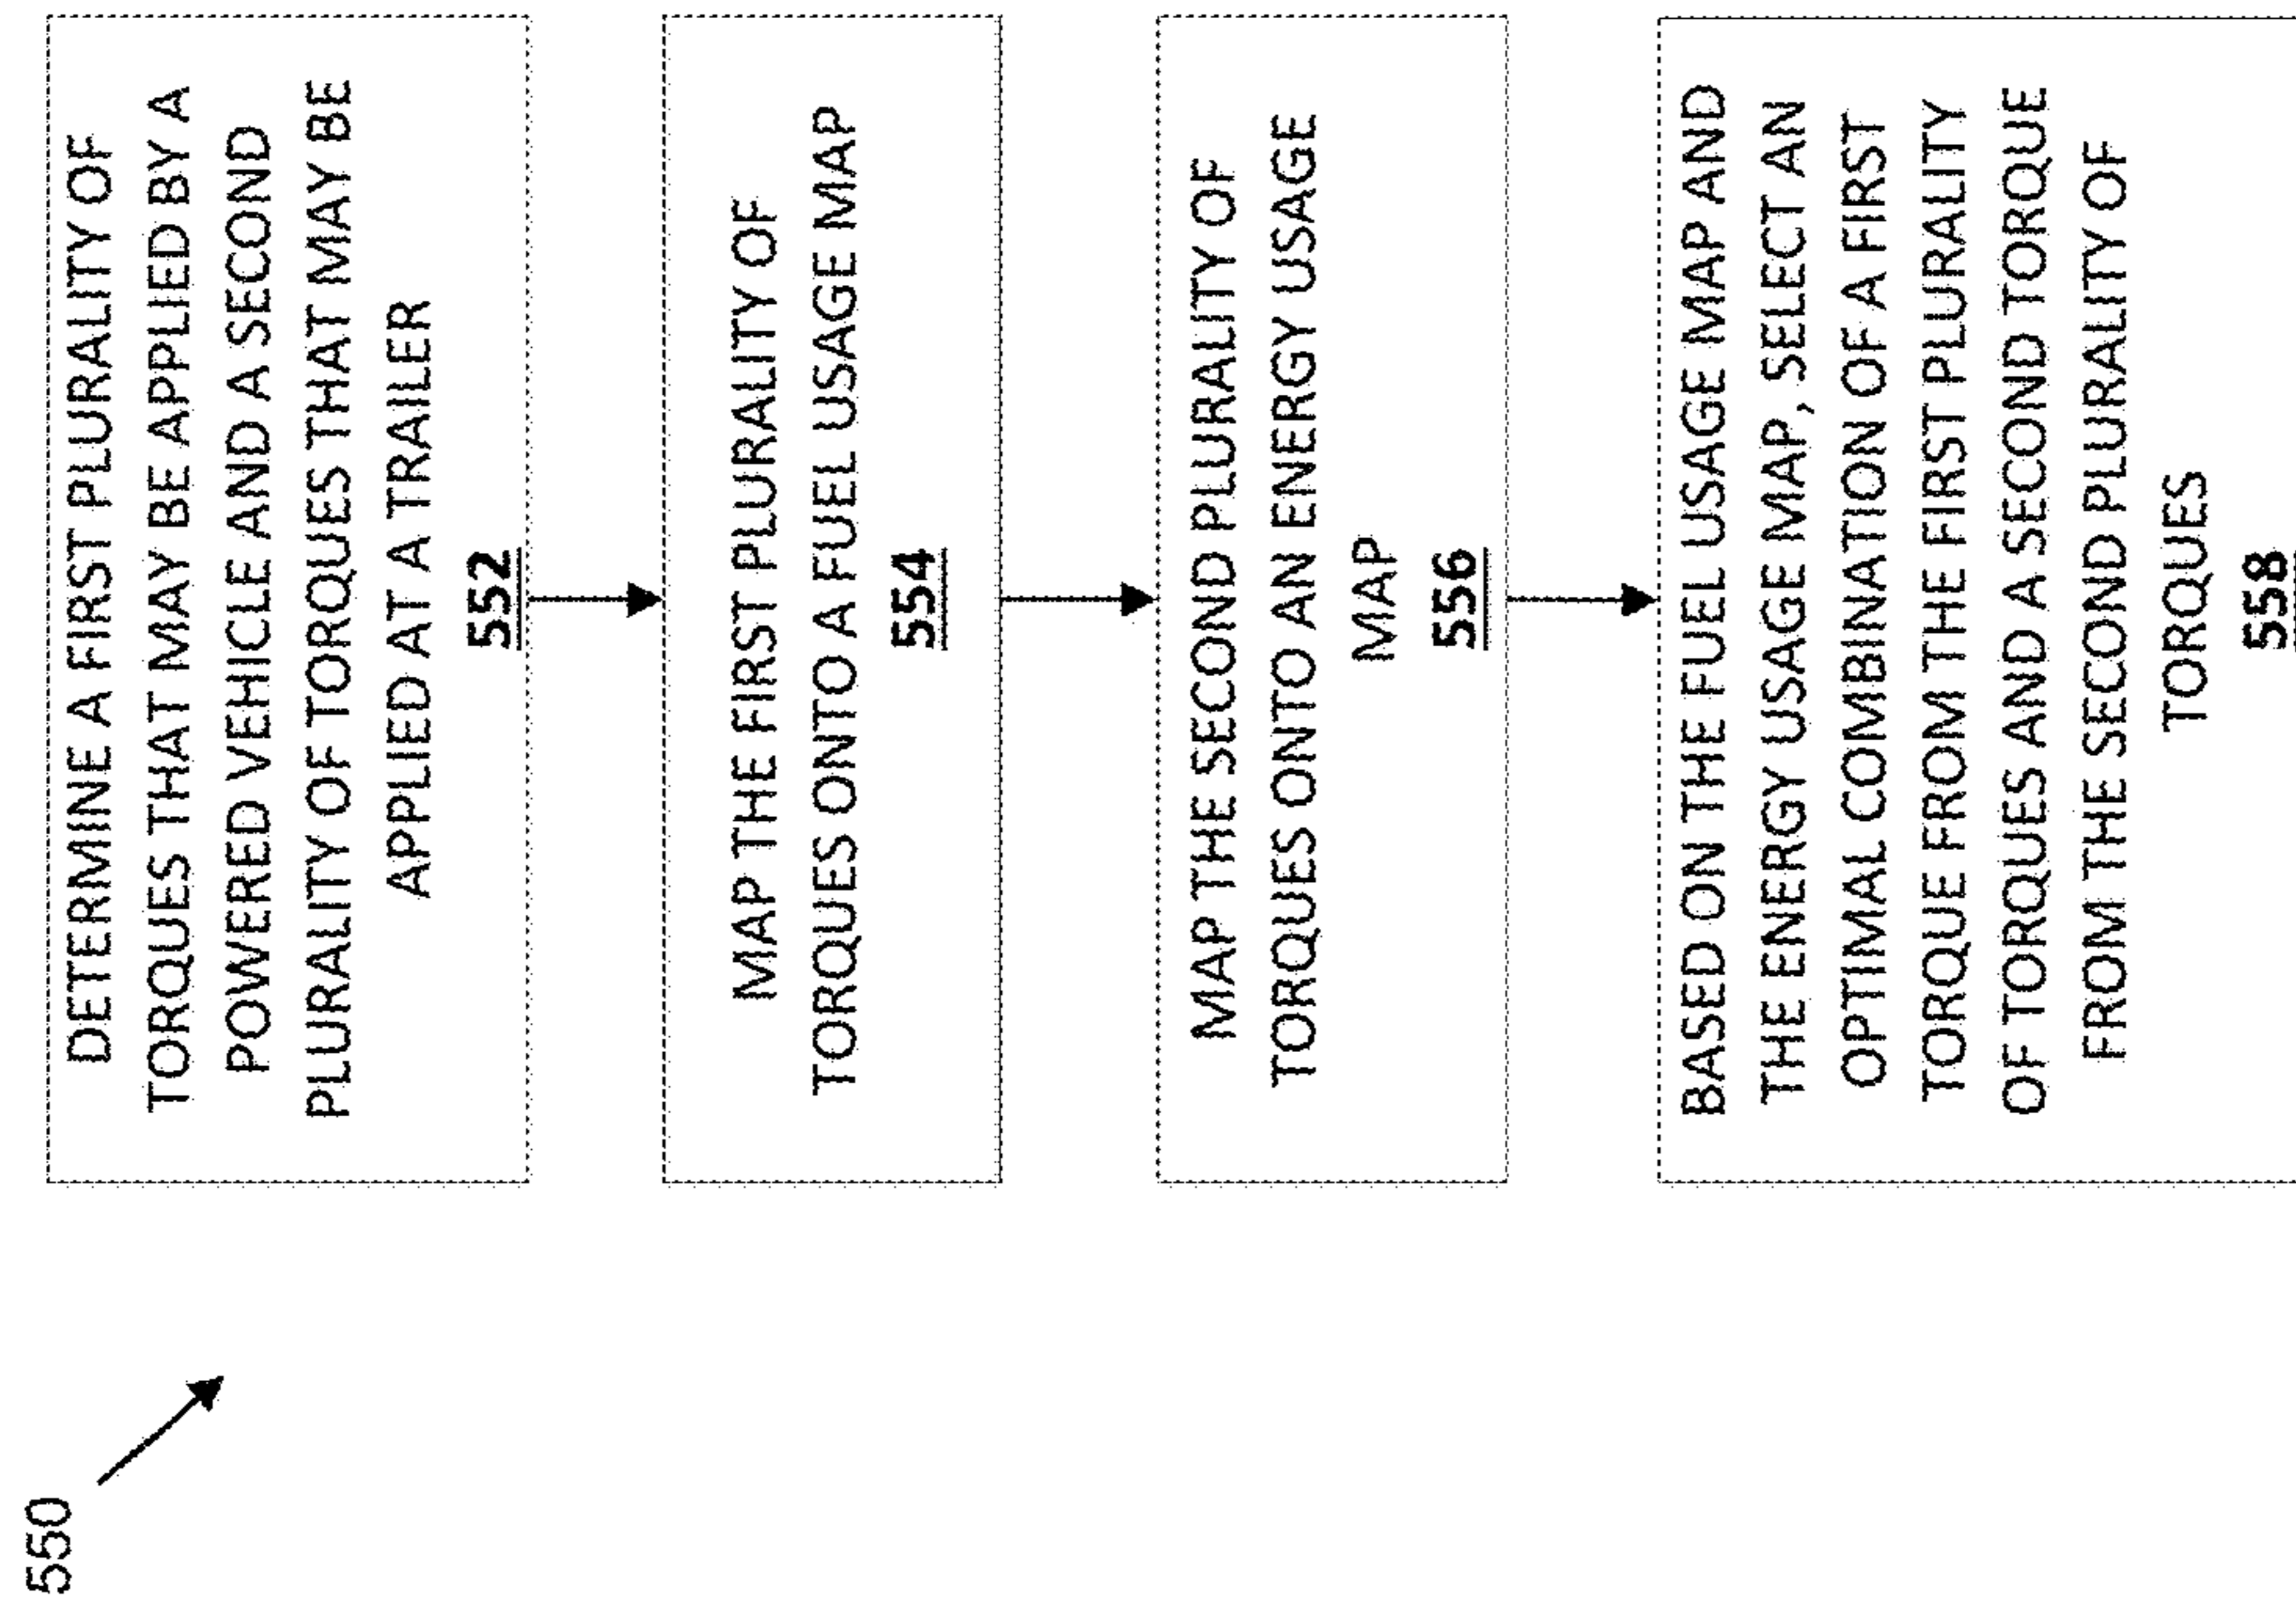 550
DETERMINE A FIRST PLURALITY OF
TORQUES THAT MAY BE APPLIED BY A
POWERED VEHICLE AND A SECOND
PLURALITY OF TORQUES THAT MAY BE
APPLIED AT A TRAILER
552
MAP THE FIRST PLURALITY OF
TORQUES ONTO A FUEL USAGE MAP
554
MAP THE SECOND PLURALITY OF
TORQUES ONTO AN ENERGY USAGE
MAP
556
BASED ON THE FUEL USAGE MAP AND
THE ENERGY USAGE MAP, SELECT AN
OPTIMAL COMBINATION OF A FIRST
TORQUE FROM THE FIRST PLURALITY
OF TORQUES AND A SECOND TORQUE
FROM THE SECOND PLURALITY OF
TORQUES
558